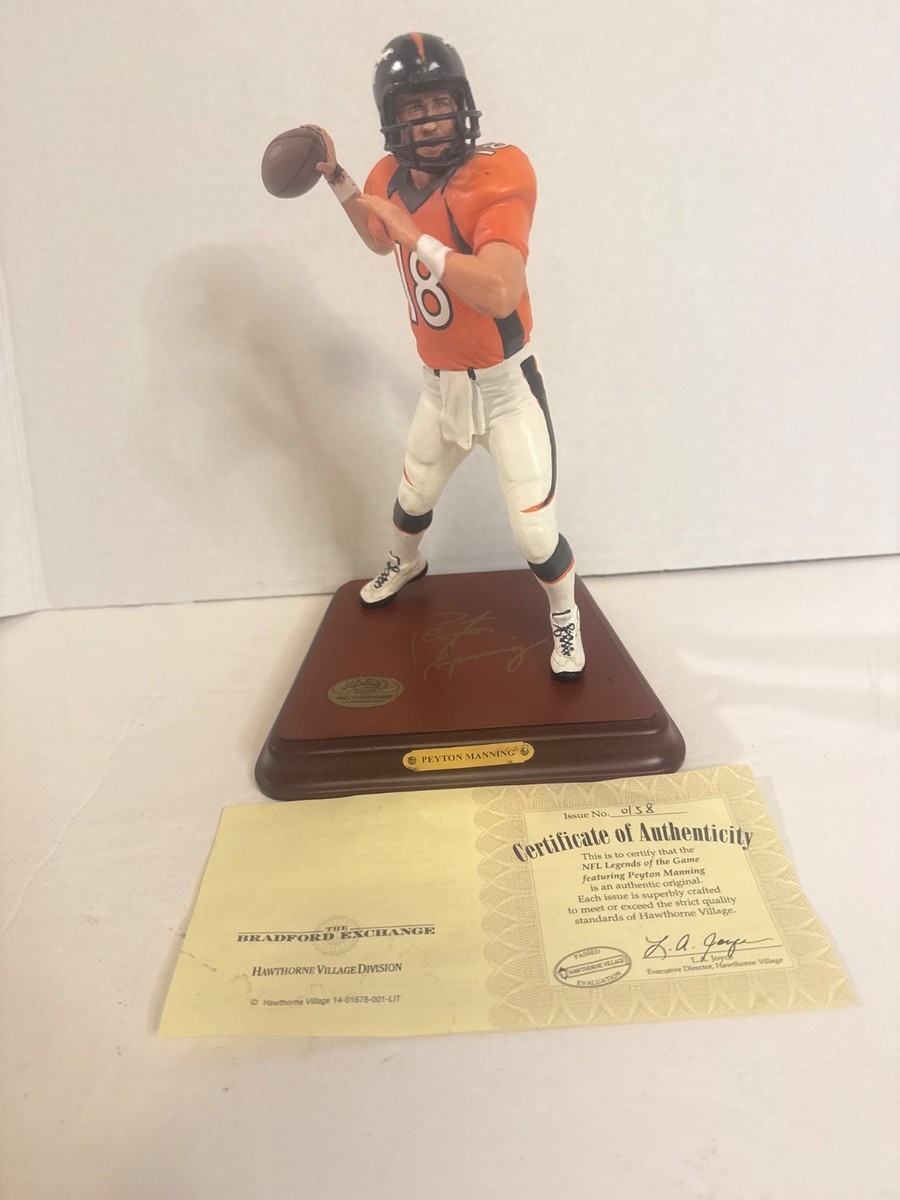 18
18
Peyton
Manning
PEYTON MANNING
Issue No. 0158
Certificate of Authenticity
This is to certify that the
NFL Legends of the Game
featuring Peyton Manning
is an authentic original.
Each issue is superbly crafted
to meet or exceed the strict quality
standards of Hawthorne Village.
THE
BRADFORD EXCHANGE
HAWTHORNE VILLAGE DIVISION
© Hawthorne Village 14-01678-001-LIT
PASSED
HAWTHORNE VILLAGE
EVALUATION
L. A. Joyce
L.A. Joyce
Executive Director, Hawthorne Village